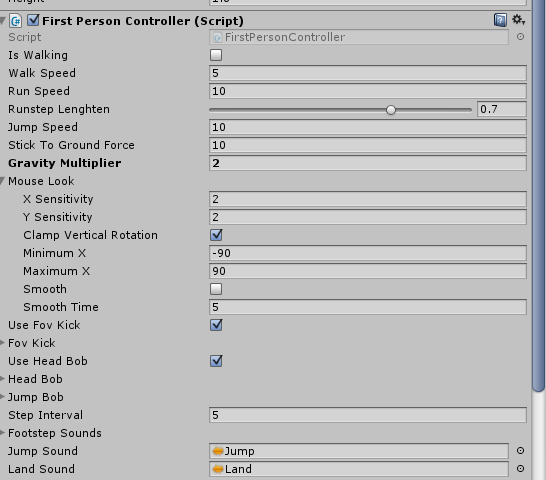 First Person Controller (Script)
Script FirstPersonController
Is Walking
Walk Speed 5
Run Speed 10
Runstep Lenghten 0.7
Jump Speed 10
Stick To Ground Force 10
Gravity Multiplier 2
Mouse Look
X Sensitivity 2
Y Sensitivity 2
Clamp Vertical Rotation
Minimum X -90
Maximum X 90
Smooth
Smooth Time 5
Use Fov Kick
Fov Kick
Use Head Bob
Head Bob
Jump Bob
Step Interval 5
Footstep Sounds
Jump Sound Jump
Land Sound Land